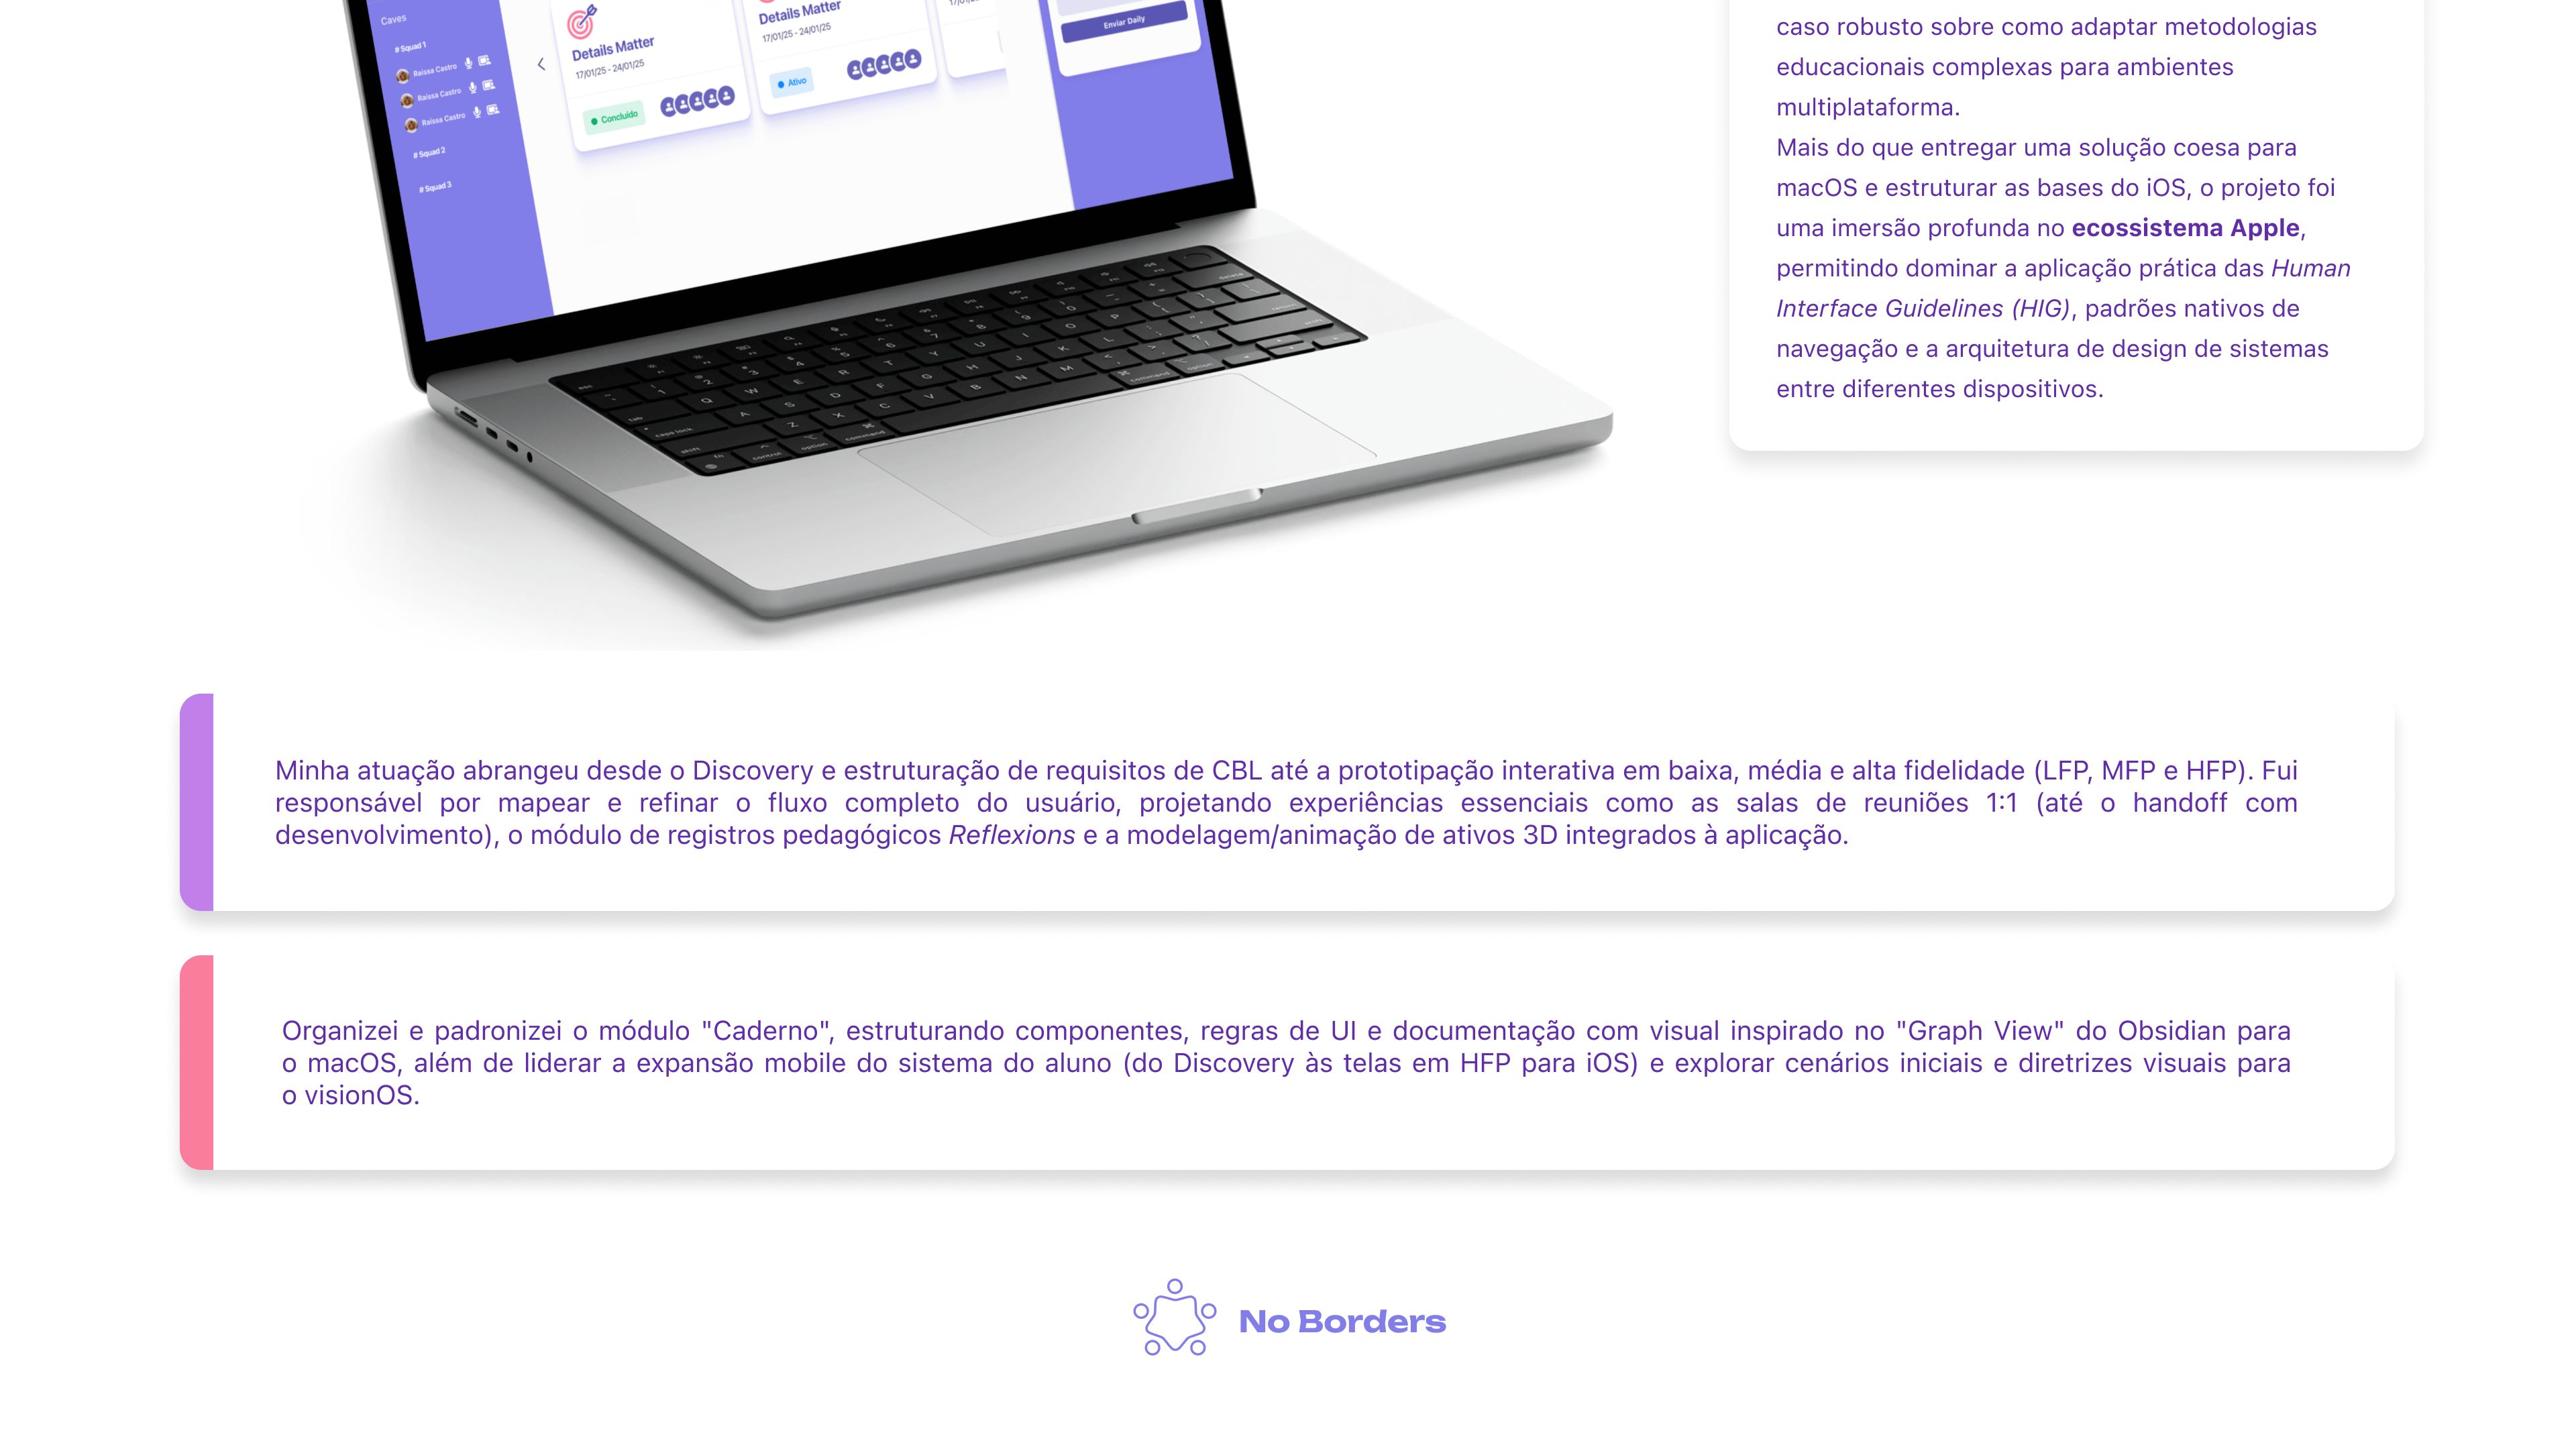 Caves
# Squad 1
Raissa Castro
Raissa Castro
Raissa Castro
# Squad 2
# Squad 3
Details Matter
17/01/25 - 24/01/25
Concluído
Details Matter
17/01/25 - 24/01/25
Ativo
Enviar Daily
caso robusto sobre como adaptar metodologias
educacionais complexas para ambientes
multiplataforma.
Mais do que entregar uma solução coesa para
macOS e estruturar as bases do iOS, o projeto foi
uma imersão profunda no ecossistema Apple,
permitindo dominar a aplicação prática das Human
Interface Guidelines (HIG), padrões nativos de
navegação e a arquitetura de design de sistemas
entre diferentes dispositivos.
Minha atuação abrangeu desde o Discovery e estruturação de requisitos de CBL até a prototipação interativa em baixa, média e alta fidelidade (LFP, MFP e HFP). Fui
responsável por mapear e refinar o fluxo completo do usuário, projetando experiências essenciais como as salas de reuniões 1:1 (até o handoff com
desenvolvimento), o módulo de registros pedagógicos Reflexions e a modelagem/animação de ativos 3D integrados à aplicação.
Organizei e padronizei o módulo "Caderno", estruturando componentes, regras de UI e documentação com visual inspirado no "Graph View" do Obsidian para
o macOS, além de liderar a expansão mobile do sistema do aluno (do Discovery às telas em HFP para iOS) e explorar cenários iniciais e diretrizes visuais para
o visionOS.
No Borders